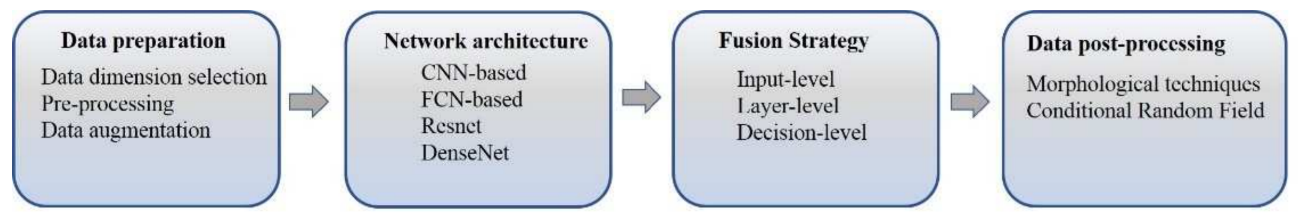 Data preparation
Data dimension selection
Pre-processing
Data augmentation
Network architecture
CNN-based
FCN-based
Resnet
DenseNet
Fusion Strategy
Input-level
Layer-level
Decision-level
Data post-processing
Morphological techniques
Conditional Random Field